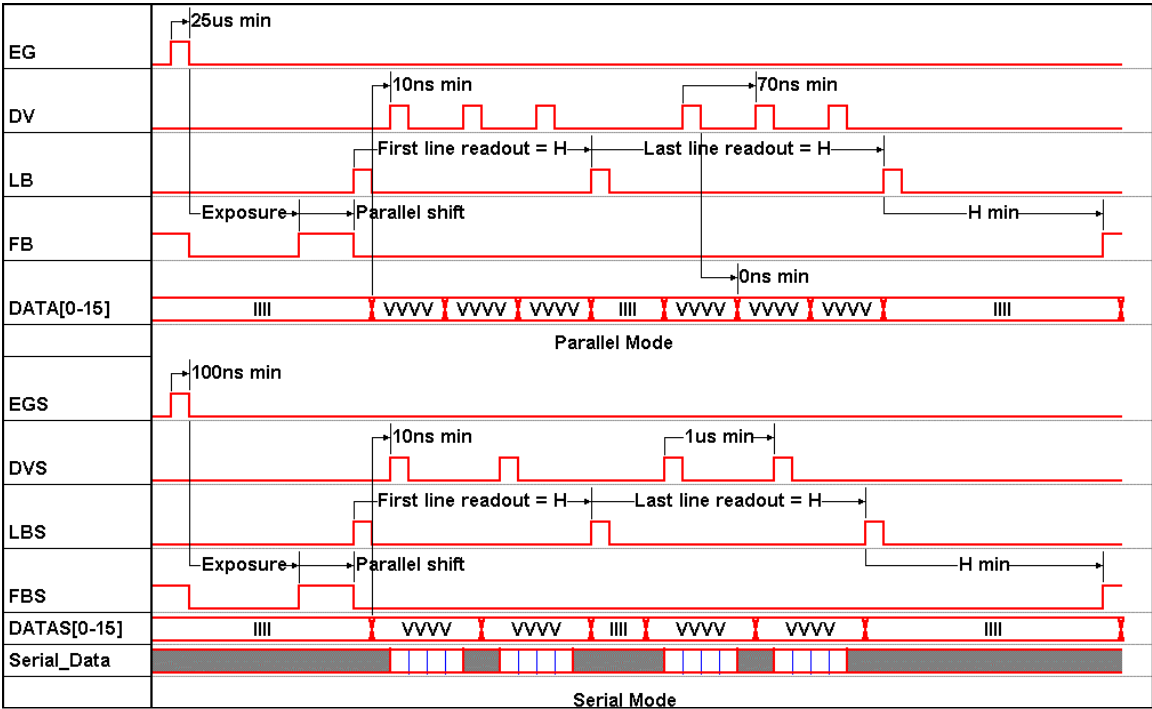 25us min
EG
10ns min 70ns min
DV
First line readout = H Last line readout = H
LB
Exposure Parallel shift H min
FB
0ns min
DATA[0-15] IIII VVVV VVVV VVVV IIII VVVV VVVV VVVV IIII
Parallel Mode
100ns min
EGS
10ns min 1us min
DVS
First line readout = H Last line readout = H
LBS
Exposure Parallel shift H min
FBS
DATAS[0-15] IIII VVVV VVVV IIII VVVV VVVV IIII
Serial_Data
Serial Mode